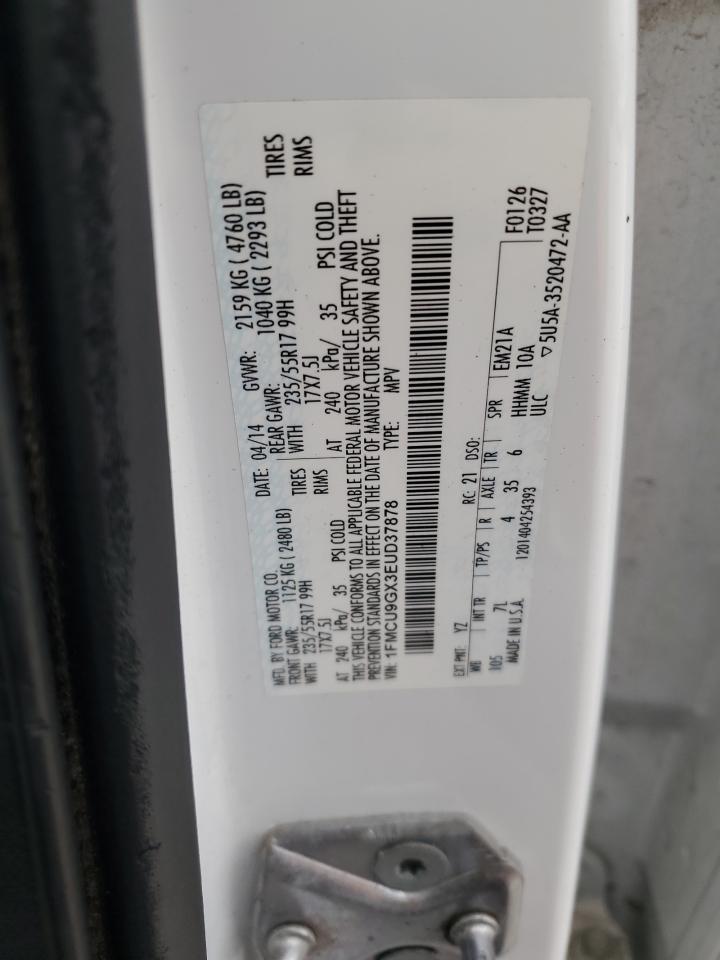 MFD. BY FORD MOTOR CO. DATE: 04/14 GVWR: 2159 KG ( 4760 LB)
FRONT GAWR: 1125 KG ( 2480 LB) REAR GAWR: 1040 KG ( 2293 LB)
WITH 235/55R17 99H TIRES WITH 235/55R17 99H TIRES
17X7.5J RIMS 17X7.5J RIMS
AT 240 kPa/ 35 PSI COLD AT 240 kPa/ 35 PSI COLD
THIS VEHICLE CONFORMS TO ALL APPLICABLE FEDERAL MOTOR VEHICLE SAFETY AND THEFT
PREVENTION STANDARDS IN EFFECT ON THE DATE OF MANUFACTURE SHOWN ABOVE.
VIN: 1FMCU9GX3EUD37878 TYPE: MPV
F0126
T0327
EXT PNT: YZ RC: 21 DSO:
WB INT TR TP/PS R AXLE TR SPR EM21A
105 7L 4 35 6 HHMM 10A
MADE IN U.S.A. 1201404254393 ULC ▽5U5A-3520472-AA